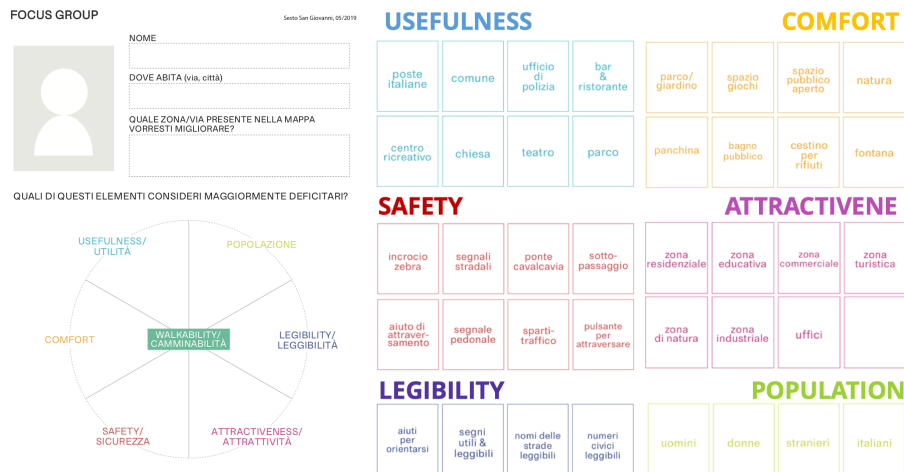 FOCUS GROUP
Sesto San Giovanni, 05/2019
NOME
DOVE ABITA (via, città)
QUALE ZONA/VIA PRESENTE NELLA MAPPA
VORRESTI MIGLIORARE?
QUALI DI QUESTI ELEMENTI CONSIDERI MAGGIORMENTE DEFICITARI?
USEFULNESS/
UTILITÀ
POPOLAZIONE
COMFORT
WALKABILITY/
CAMMINABILITÀ
LEGIBILITY/
LEGGIBILITÀ
SAFETY/
SICUREZZA
ATTRACTIVENESS/
ATTRATTIVITÀ
USEFULNESS
poste
italiane
comune
ufficio
di
polizia
bar
&
ristorante
centro
ricreativo
chiesa
teatro
parco
COMFORT
parco/
giardino
spazio
giochi
spazio
pubblico
aperto
natura
panchina
bagno
pubblico
cestino
per
rifiuti
fontana
SAFETY
incrocio
zebra
segnali
stradali
ponte
cavalcavia
sotto-
passaggio
aiuto di
attraver-
samento
segnale
pedonale
sparti-
traffico
pulsante
per
attraversare
ATTRACTIVENE
zona
residenziale
zona
educativa
zona
commerciale
zona
turistica
zona
di natura
zona
industriale
uffici
LEGIBILITY
aiuti
per
orientarsi
segni
utili &
leggibili
nomi delle
strade
leggibili
numeri
civici
leggibili
POPULATION
uomini
donne
stranieri
italiani